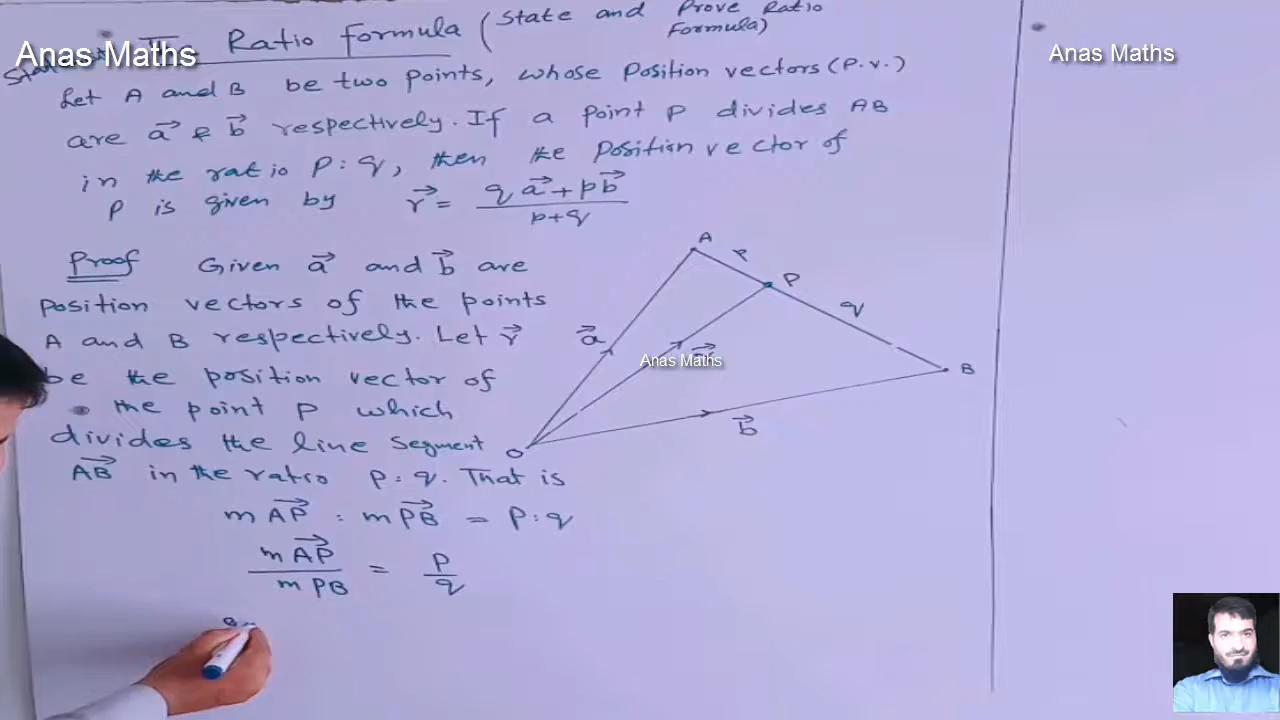 Ratio formula (State and Prove Ratio Formula)
Anas Maths
Anas Maths
Let A and B be two points, whose Position vectors (P.v.)
are a⃗ & b⃗ respectively. If a point P divides AB
in the ratio P:q, then the Position vector of
P is given by r⃗ = (q a⃗ + p b⃗) / (p+q)
Proof Given a⃗ and b⃗ are
Position vectors of the points
A and B respectively. Let r⃗
be the position vector of
the point P which
divides the line segment
AB⃗ in the ratio P:q. That is
m AP⃗ : m PB⃗ = P:q
m AP⃗ / m PB = P / q
A
P
P
q
B
a⃗
Anas Maths
b⃗
O